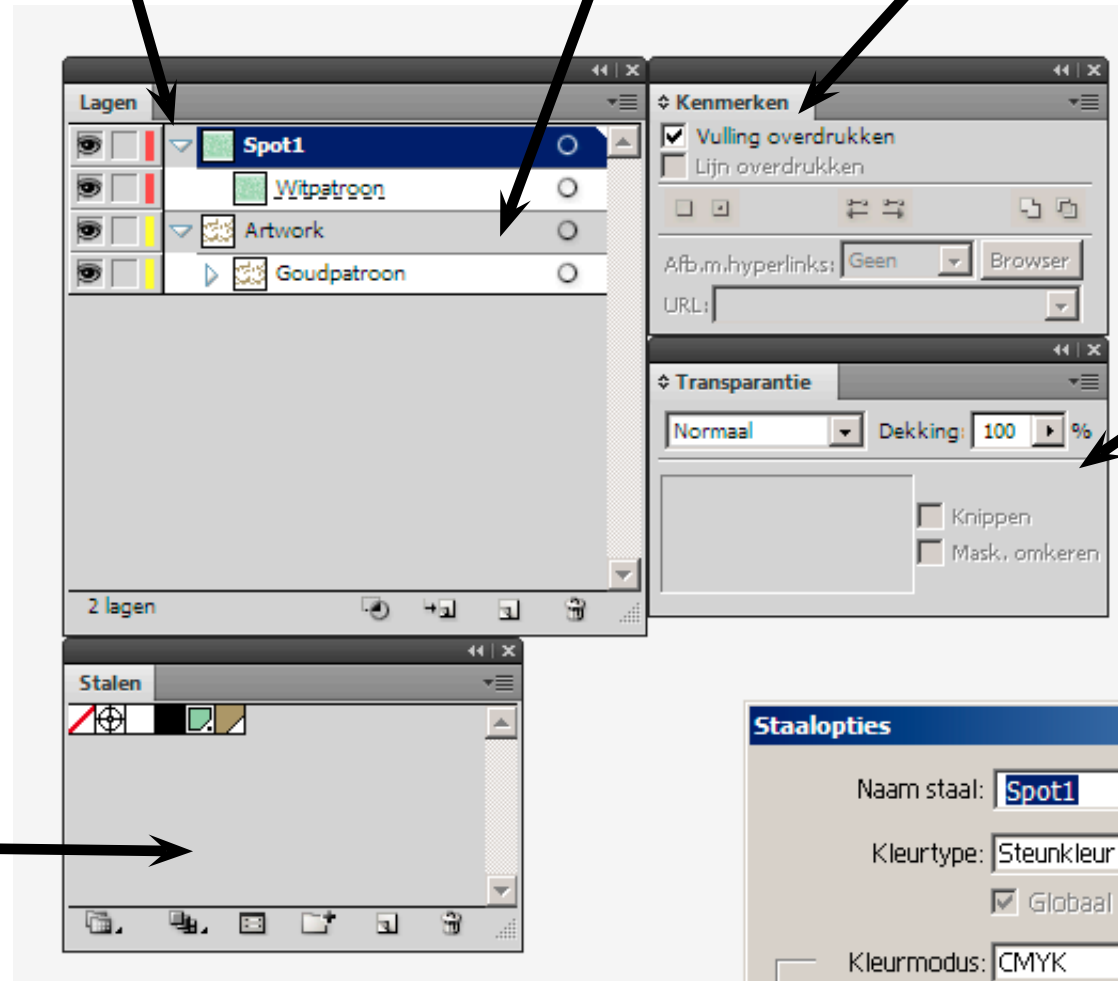 Lagen
Spot1
Witpatroon
Artwork
Goudpatroon
2 lagen
Kenmerken
Vulling overdrukken
Lijn overdrukken
Afb.m.hyperlinks: Geen Browser
URL:
Transparantie
Normaal Dekking: 100 %
Knippen
Mask. omkeren
Stalen
Staalopties
Naam staal: Spot1
Kleurtype: Steunkleur
Globaal
Kleurmodus: CMYK